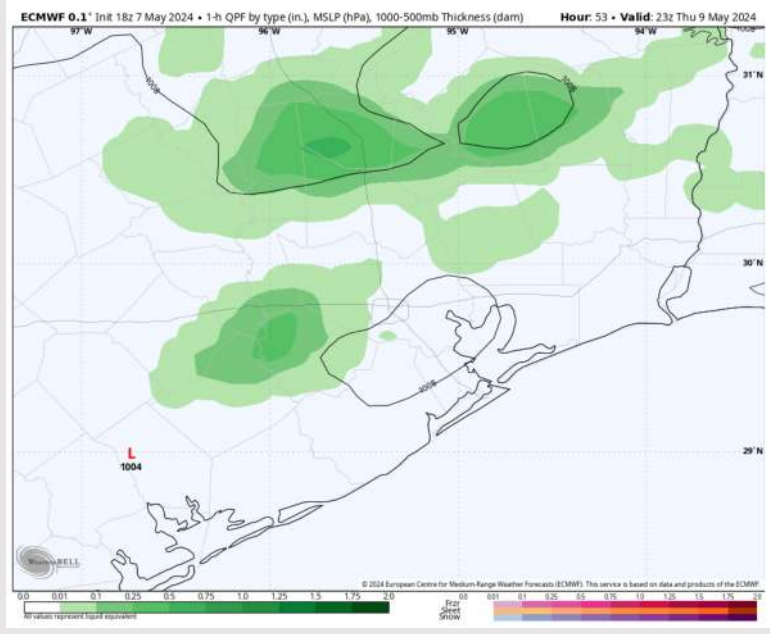 ECMWF 0.1° Init 18z 7 May 2024 • 1-h QPF by type (in.), MSLP (hPa), 1000-500mb Thickness (dam) Hour: 53 • Valid: 23z Thu 9 May 2024
97°W 96°W 95°W 94°W
1008
1008
1008
31°N
30°N
1008
29°N
L
1004
WeatherBELL
© 2024 European Centre for Medium-Range Weather Forecasts (ECMWF). This service is based on data and products of the ECMWF.
0.0 0.01 0.1 0.25 0.5 0.75 1.0 1.25 1.5 1.75 2.0
All values represent liquid equivalent
0.0 0.01 0.1 0.25 0.5 0.75 1.0 1.25 1.5 1.75 2.0
Frzr
Sleet
Snow